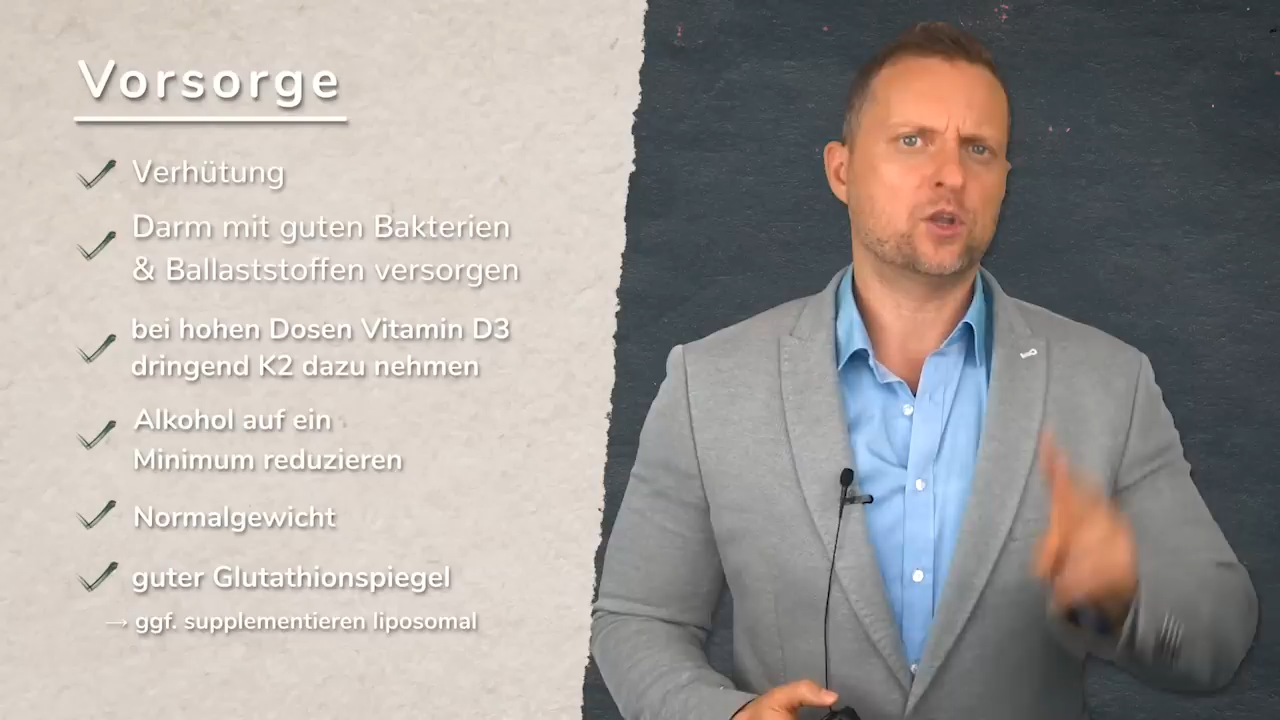 Vorsorge
Verhütung
Darm mit guten Bakterien
& Ballaststoffen versorgen
bei hohen Dosen Vitamin D3
dringend K2 dazu nehmen
Alkohol auf ein
Minimum reduzieren
Normalgewicht
guter Glutathionspiegel
→ ggf. supplementieren liposomal